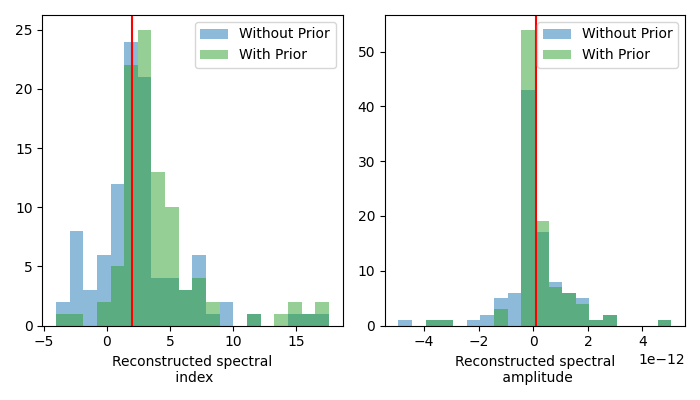 Without Prior
With Prior
25
20
15
10
5
0
−5
0
5
10
15
Reconstructed spectral
index
Without Prior
With Prior
50
40
30
20
10
0
−4
−2
0
2
4
1e−12
Reconstructed spectral
amplitude